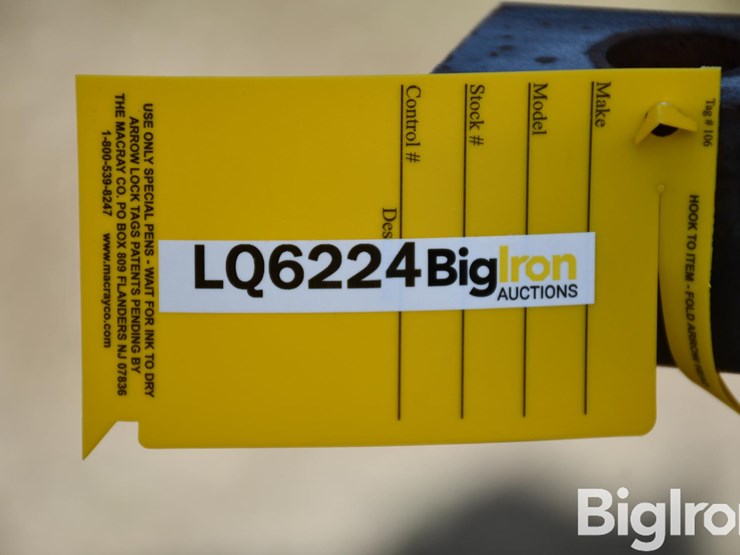 LQ6224 BigIron
AUCTIONS
Tag # 106
Make
Model
Stock #
Control #
Des
HOOK TO ITEM - FOLD ARROW
USE ONLY SPECIAL PENS - WAIT FOR INK TO DRY
ARROW LOCK TAGS PATENTS PENDING BY
THE MACRAY CO. PO BOX 809 FLANDERS NJ 07836
1-800-539-8247 www.macrayco.com
BigIron